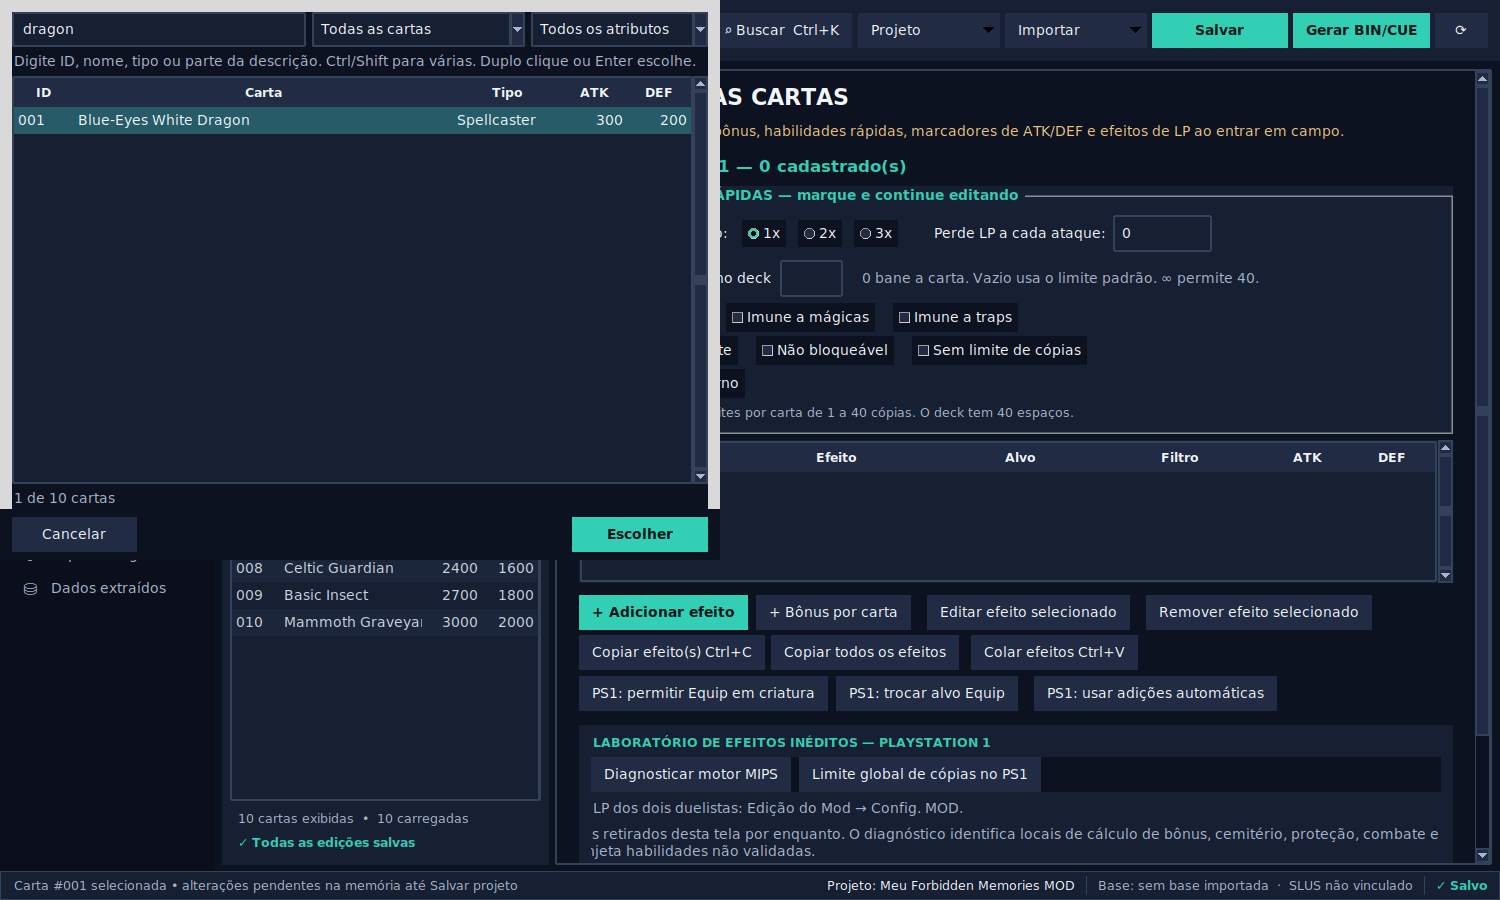 dragon
Todas as cartas
Todos os atributos
Buscar Ctrl+K
Projeto
Importar
Salvar
Gerar BIN/CUE
Digite ID, nome, tipo ou parte da descrição. Ctrl/Shift para várias. Duplo clique ou Enter escolhe.
ID Carta Tipo ATK DEF
001 Blue-Eyes White Dragon Spellcaster 300 200
1 de 10 cartas
Cancelar
Escolher
AS CARTAS
bônus, habilidades rápidas, marcadores de ATK/DEF e efeitos de LP ao entrar em campo.
1 — 0 cadastrado(s)
ÁPIDAS — marque e continue editando
o: 1x 2x 3x Perde LP a cada ataque: 0
no deck 0 bane a carta. Vazio usa o limite padrão. ∞ permite 40.
Imune a mágicas Imune a traps
te Não bloqueável Sem limite de cópias
rno
tes por carta de 1 a 40 cópias. O deck tem 40 espaços.
Efeito Alvo Filtro ATK DEF
Dados extraídos
008 Celtic Guardian 2400 1600
009 Basic Insect 2700 1800
010 Mammoth Graveyar 3000 2000
10 cartas exibidas • 10 carregadas
✓ Todas as edições salvas
+ Adicionar efeito
+ Bônus por carta
Editar efeito selecionado
Remover efeito selecionado
Copiar efeito(s) Ctrl+C
Copiar todos os efeitos
Colar efeitos Ctrl+V
PS1: permitir Equip em criatura
PS1: trocar alvo Equip
PS1: usar adições automáticas
LABORATÓRIO DE EFEITOS INÉDITOS — PLAYSTATION 1
Diagnosticar motor MIPS
Limite global de cópias no PS1
LP dos dois duelistas: Edição do Mod → Config. MOD.
s retirados desta tela por enquanto. O diagnóstico identifica locais de cálculo de bônus, cemitério, proteção, combate e
njeta habilidades não validadas.
Carta #001 selecionada • alterações pendentes na memória até Salvar projeto
Projeto: Meu Forbidden Memories MOD
Base: sem base importada · SLUS não vinculado
✓ Salvo